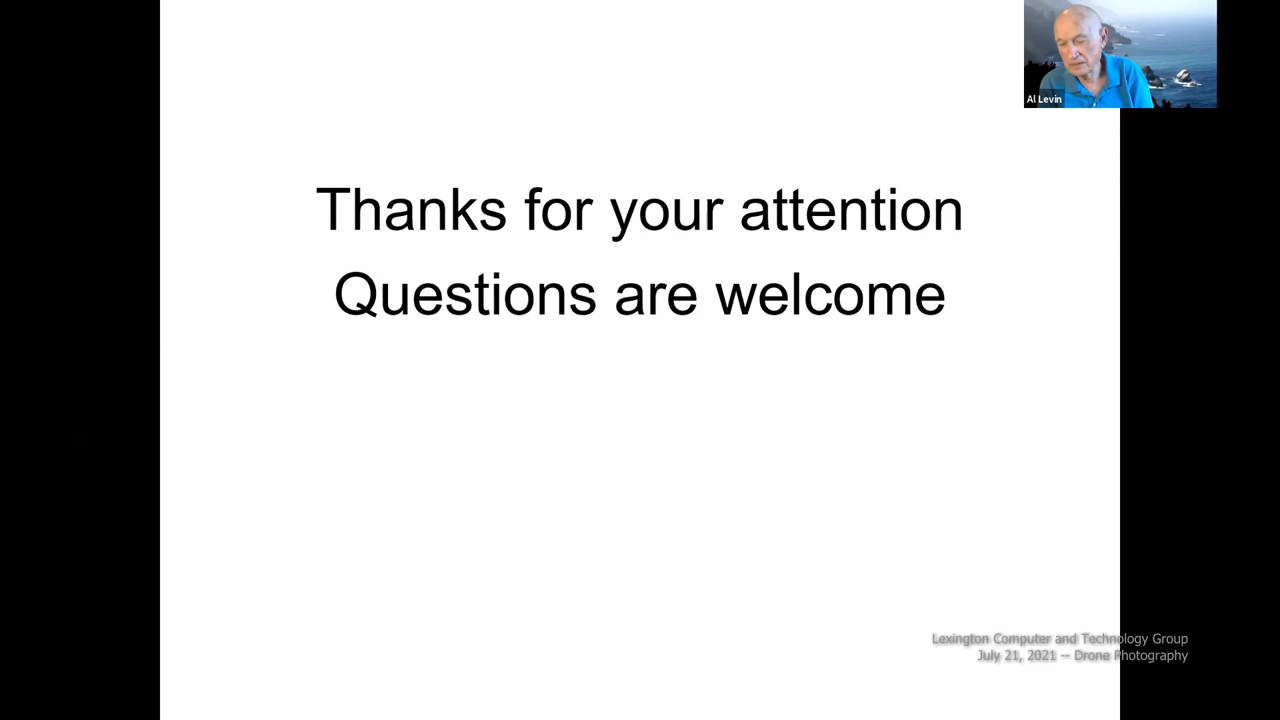 Al Levin
Thanks for your attention
Questions are welcome
Lexington Computer and Technology Group
July 21, 2021 -- Drone Photography